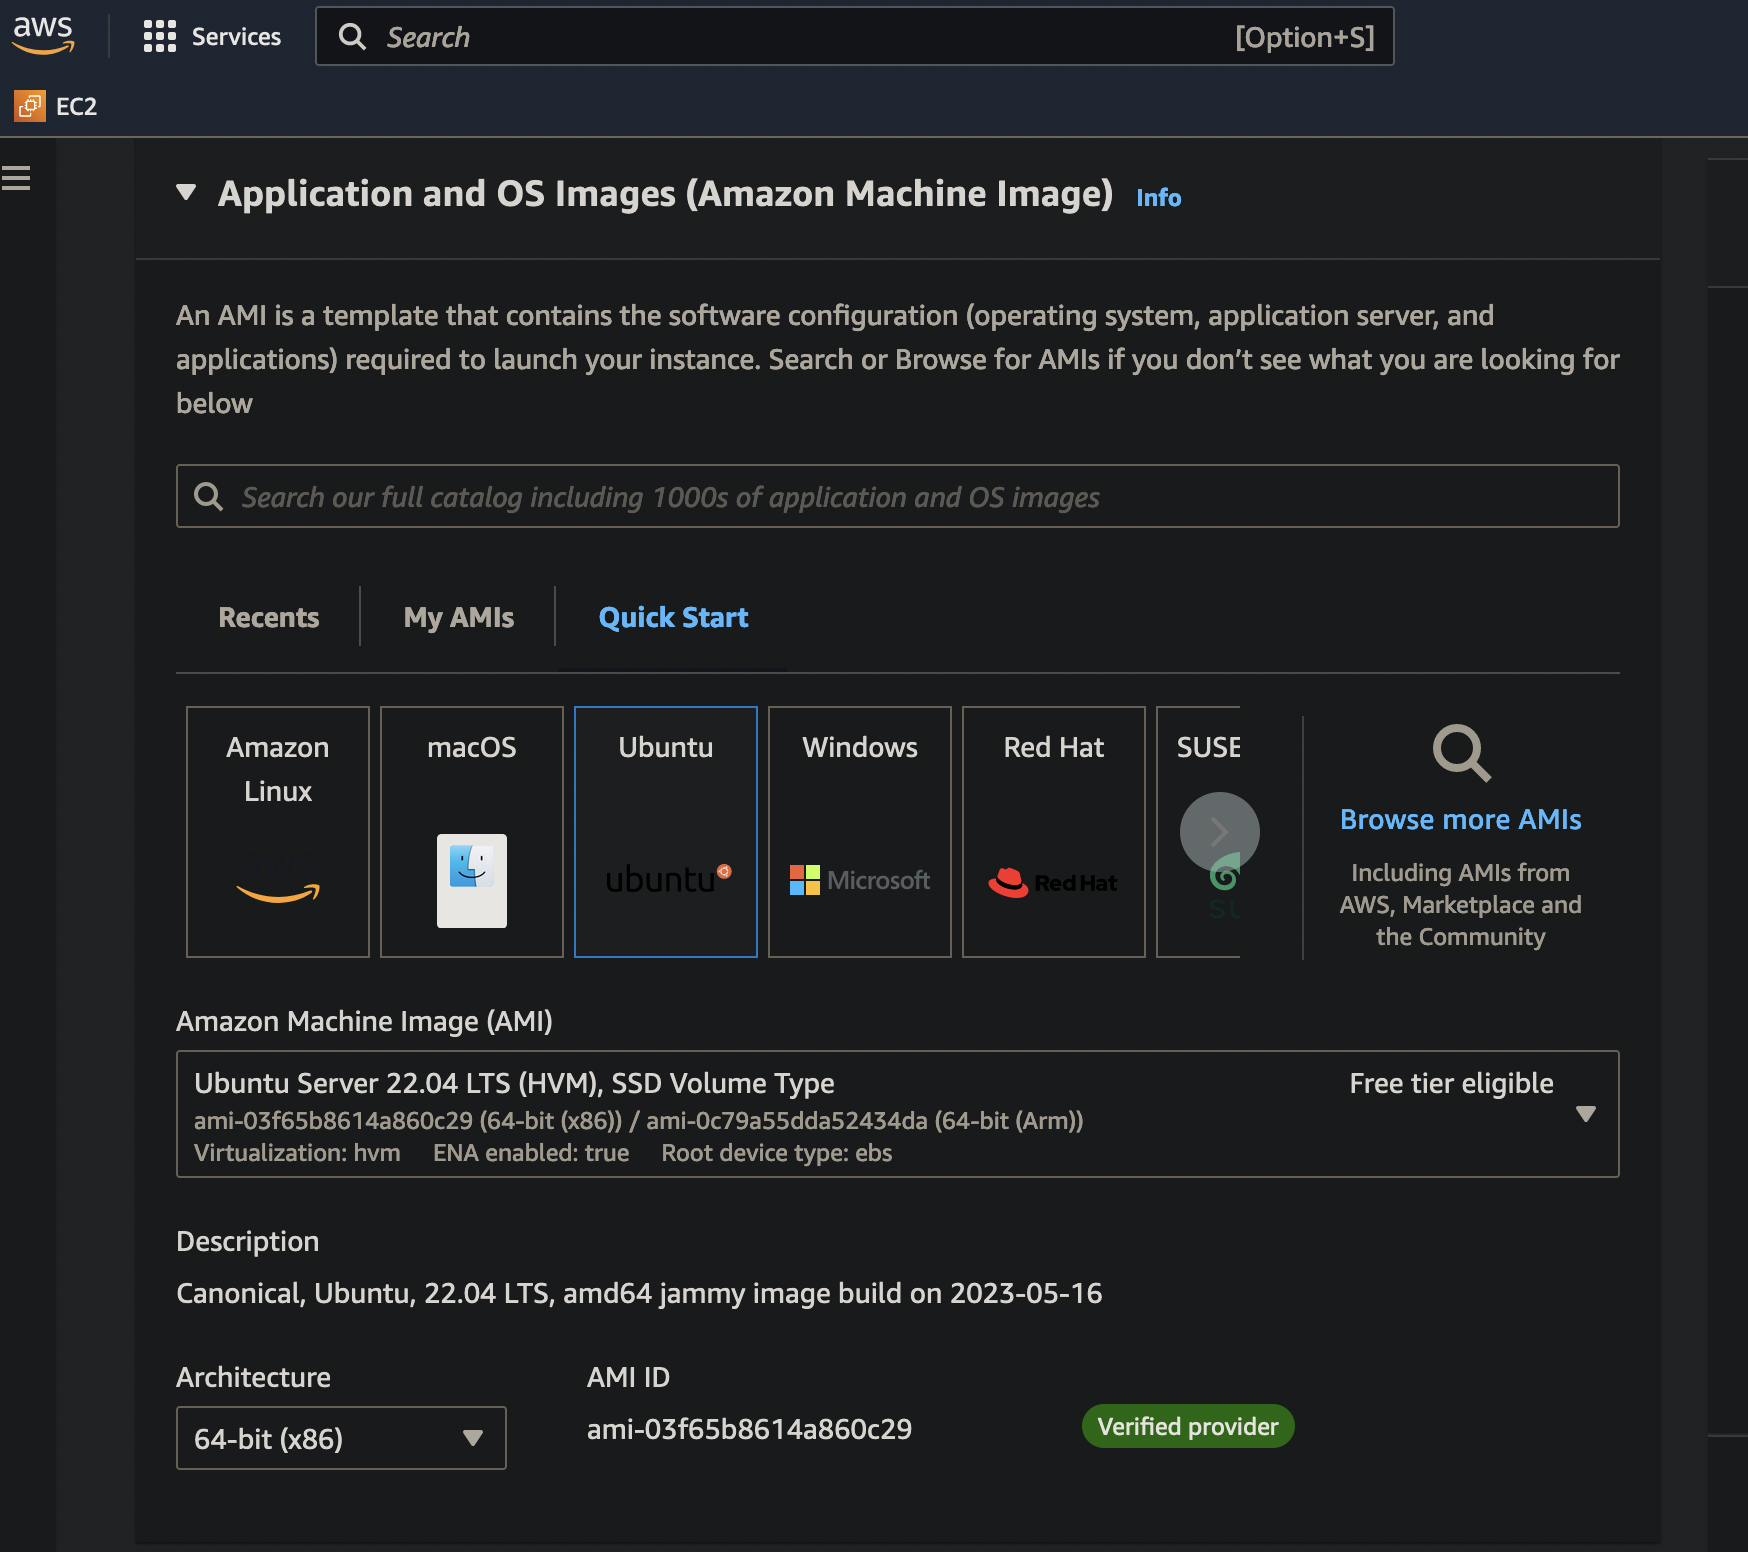 aws
Services
Search
[Option+S]
EC2
Application and OS Images (Amazon Machine Image) Info
An AMI is a template that contains the software configuration (operating system, application server, and
applications) required to launch your instance. Search or Browse for AMIs if you don’t see what you are looking for
below
Search our full catalog including 1000s of application and OS images
Recents
My AMIs
Quick Start
Amazon
Linux
aws
macOS
Ubuntu
ubuntu
Windows
Microsoft
Red Hat
Red Hat
SUSE
SU
Browse more AMIs
Including AMIs from
AWS, Marketplace and
the Community
Amazon Machine Image (AMI)
Ubuntu Server 22.04 LTS (HVM), SSD Volume Type
Free tier eligible
ami-03f65b8614a860c29 (64-bit (x86)) / ami-0c79a55dda52434da (64-bit (Arm))
Virtualization: hvm ENA enabled: true Root device type: ebs
Description
Canonical, Ubuntu, 22.04 LTS, amd64 jammy image build on 2023-05-16
Architecture
64-bit (x86)
AMI ID
ami-03f65b8614a860c29
Verified provider